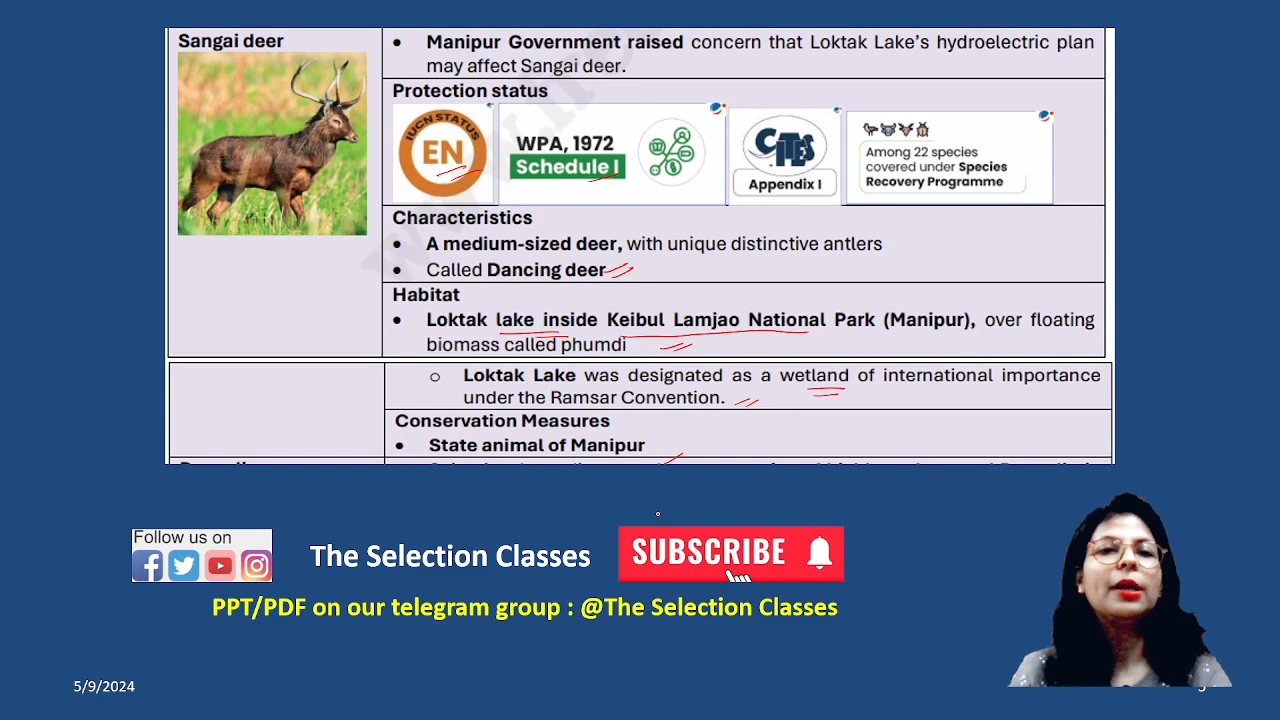 Sangai deer
• Manipur Government raised concern that Loktak Lake's hydroelectric plan
may affect Sangai deer.
Protection status
IUCN STATUS
EN
WPA, 1972
Schedule I
CITES
Appendix I
Among 22 species
covered under Species
Recovery Programme
Characteristics
• A medium-sized deer, with unique distinctive antlers
• Called Dancing deer
Habitat
• Loktak lake inside Keibul Lamjao National Park (Manipur), over floating
biomass called phumdi
o Loktak Lake was designated as a wetland of international importance
under the Ramsar Convention.
Conservation Measures
• State animal of Manipur
Follow us on
The Selection Classes
SUBSCRIBE
PPT/PDF on our telegram group : @The Selection Classes
5/9/2024